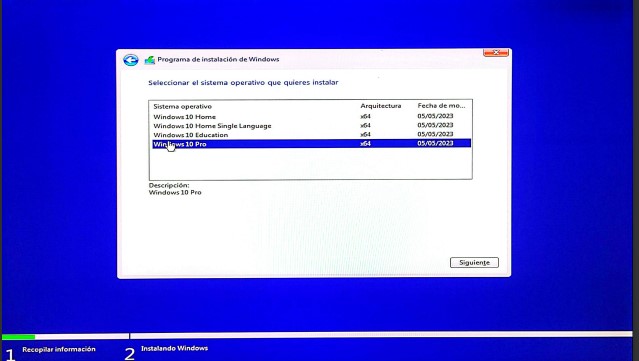 Programa de instalación de Windows
Seleccionar el sistema operativo que quieres instalar
Sistema operativo Arquitectura Fecha de mo...
Windows 10 Home x64 05/05/2023
Windows 10 Home Single Language x64 05/05/2023
Windows 10 Education x64 05/05/2023
Windows 10 Pro x64 05/05/2023
Descripción:
Windows 10 Pro
Siguiente
1 Recopilar información 2 Instalando Windows